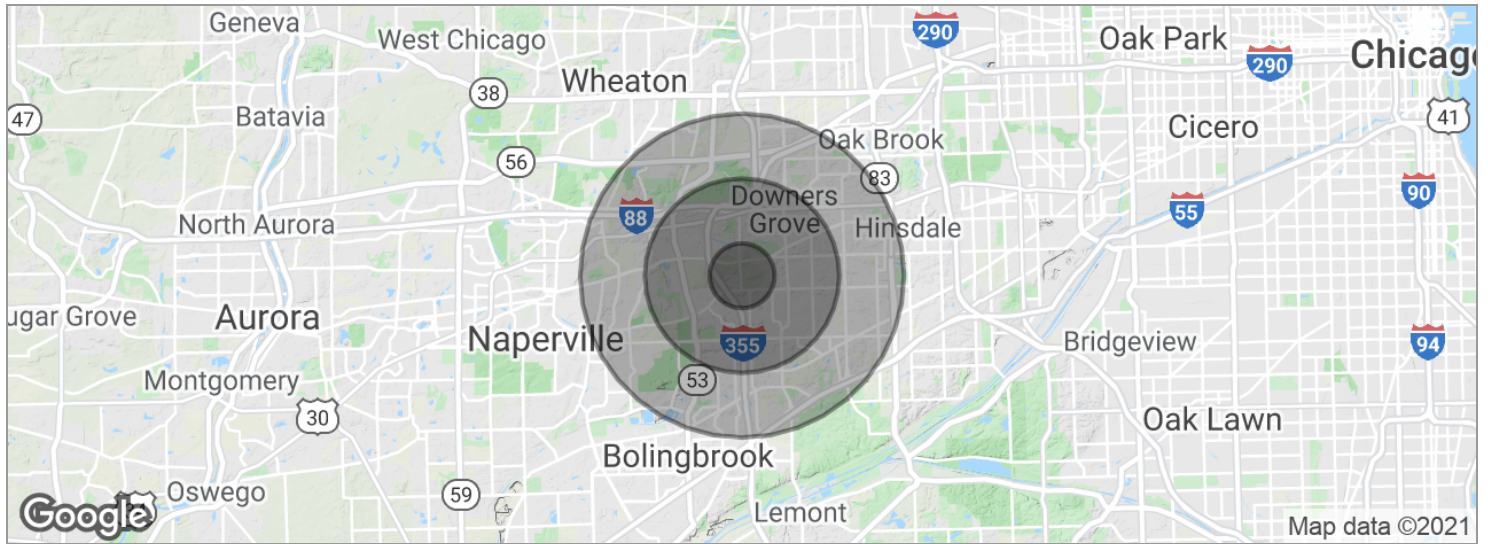 Geneva
West Chicago
290
Oak Park
Chicag
290
Wheaton
38
47
Batavia
41
Cicero
Oak Brook
56
83
90
Downers
Grove
88
55
North Aurora
Hinsdale
ugar Grove
Aurora
Naperville
355
Bridgeview
94
Montgomery
53
30
Oak Lawn
Bolingbrook
Oswego
59
Lemont
Google
Map data ©2021